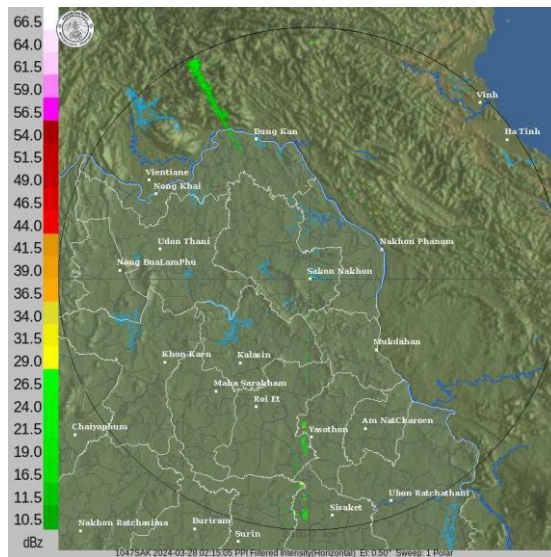 66.5
64.0
61.5
59.0
56.5
54.0
51.5
49.0
46.5
44.0
41.5
39.0
36.5
34.0
31.5
29.0
26.5
24.0
21.5
19.0
16.5
14.5
12.5
10.5
dBz
Vinh
Ha Tinh
Bung Kan
Vientiane
Nong Khai
Udon Thani
Nakhon Phanom
Nong BuaLamPhu
Sakon Nakhon
Mukdahan
Khon Kaen
Kalasin
Maha Sarakham
Roi Et
Chaiyaphum
Yasothon
Am NatCharoen
Ubon Ratchathani
Sisaket
Nakhon Ratchasima
Buriram
Surin
1047SAK 2024-03-28 02:15:05 PPI Filtered Intensity(Horizontal) El: 0.50° Sweep: 1 Polar